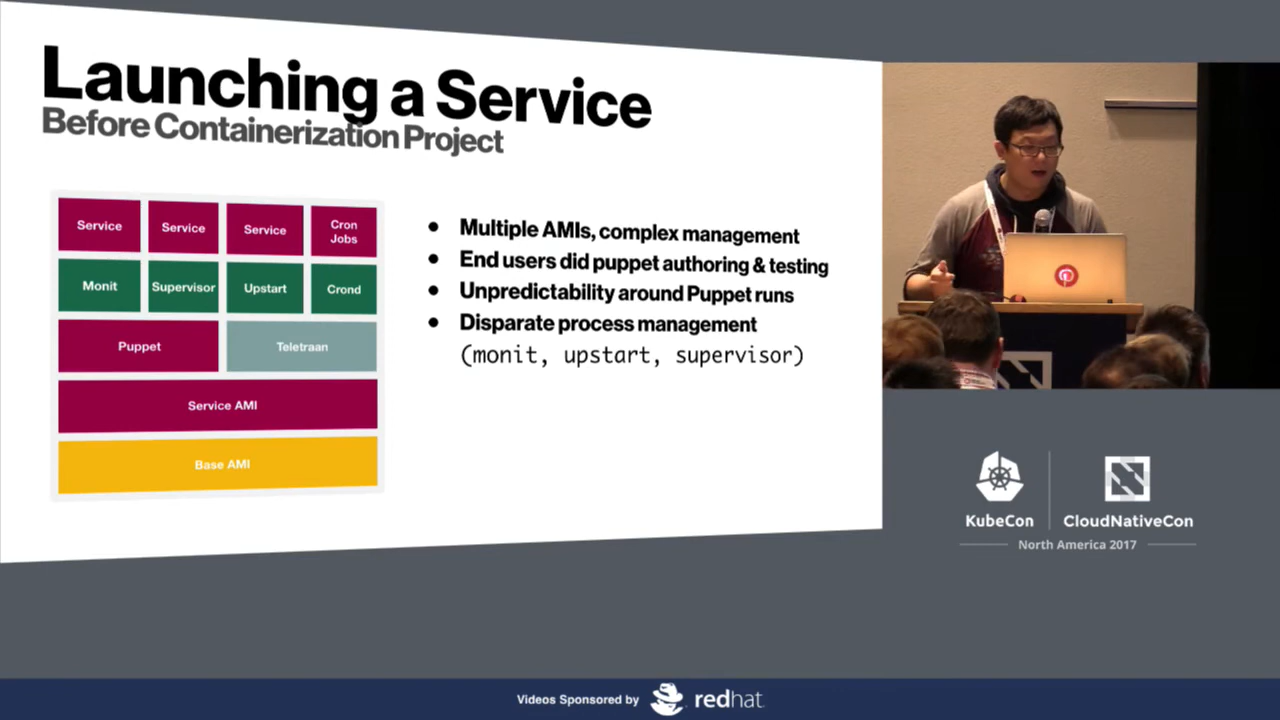 Launching a Service
Before Containerization Project
Service
Service
Service
Cron
Jobs
Monit
Supervisor
Upstart
Crond
Puppet
Teletraan
Service AMI
Base AMI
● Multiple AMIs, complex management
● End users did puppet authoring & testing
● Unpredictability around Puppet runs
● Disparate process management
(monit, upstart, supervisor)
KubeCon
CloudNativeCon
North America 2017
Videos Sponsored by
redhat